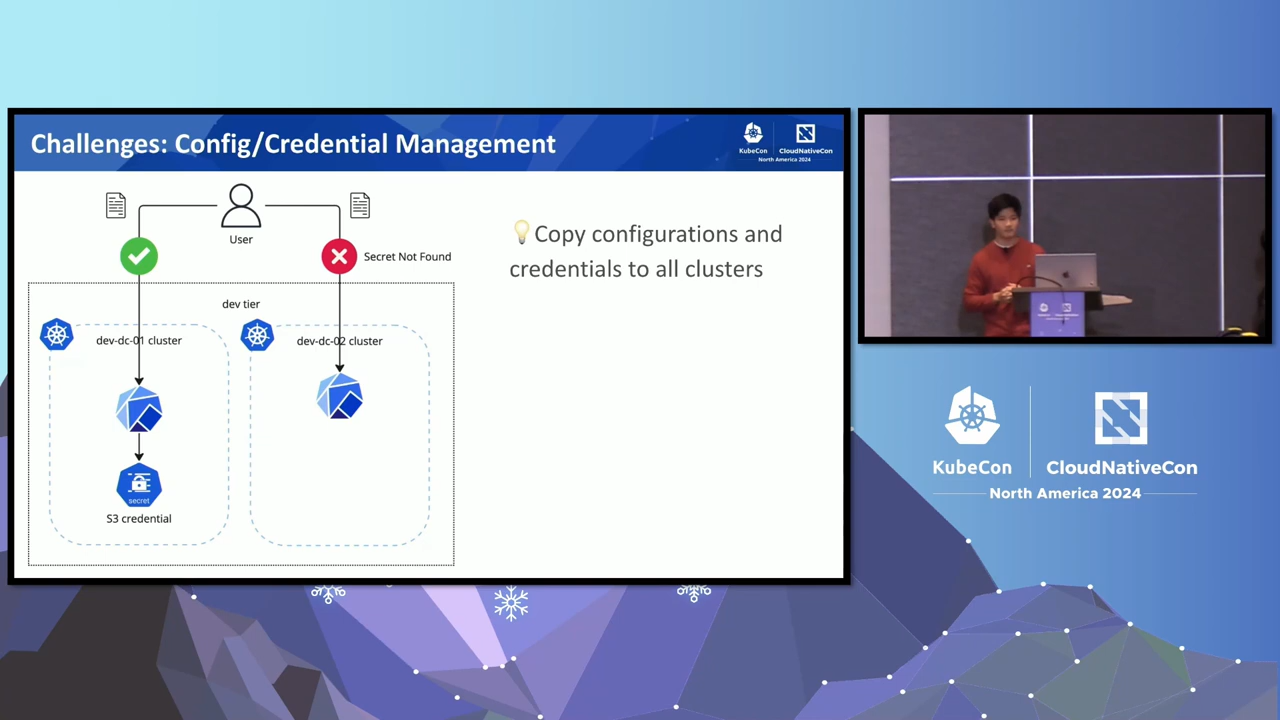 Challenges: Config/Credential Management
KubeCon
CloudNativeCon
North America 2024
User
Secret Not Found
💡Copy configurations and
credentials to all clusters
dev tier
dev-dc-01 cluster
dev-dc-02 cluster
secret
S3 credential
KubeCon
CloudNativeCon
North America 2024